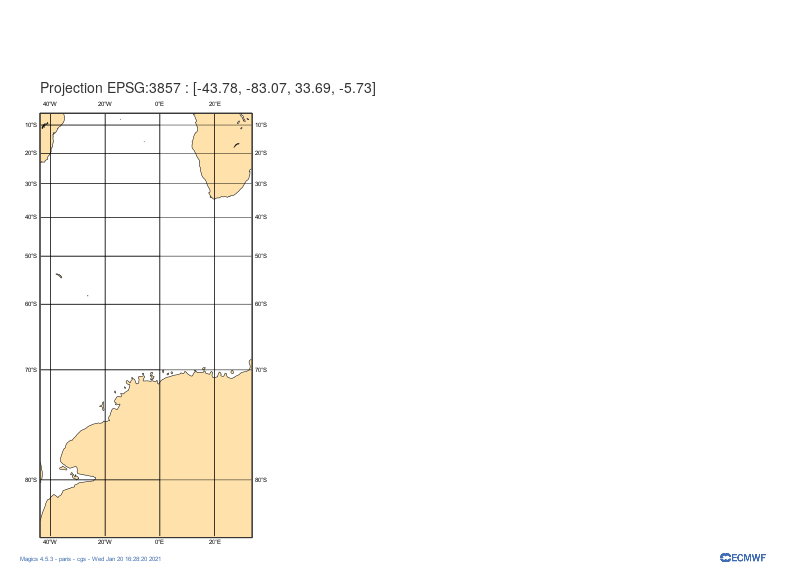 Projection EPSG:3857 : [-43.78, -83.07, 33.69, -5.73]
40°W 20°W 0°E 20°E
10°S 10°S
20°S 20°S
30°S 30°S
40°S 40°S
50°S 50°S
60°S 60°S
70°S 70°S
80°S 80°S
40°W 20°W 0°E 20°E
Magics 4.5.3 - paris - cgs - Wed Jan 20 16:28:20 2021
ECMWF